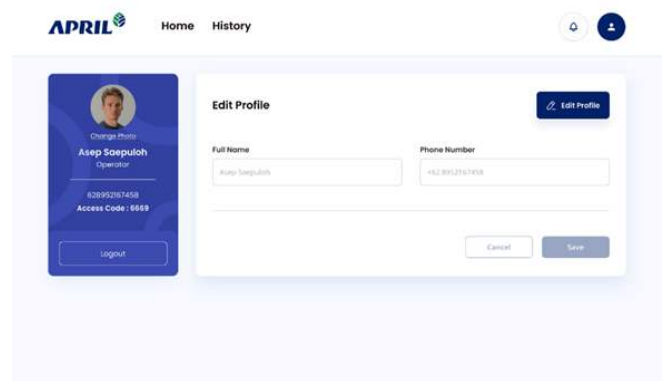 APRIL
Home
History
Change Photo
Asep Saepuloh
Operator
628952167458
Access Code : 6669
Logout
Edit Profile
Edit Profile
Full Name
Phone Number
Asep Saepuloh
+62 8952167458
Cancel
Save